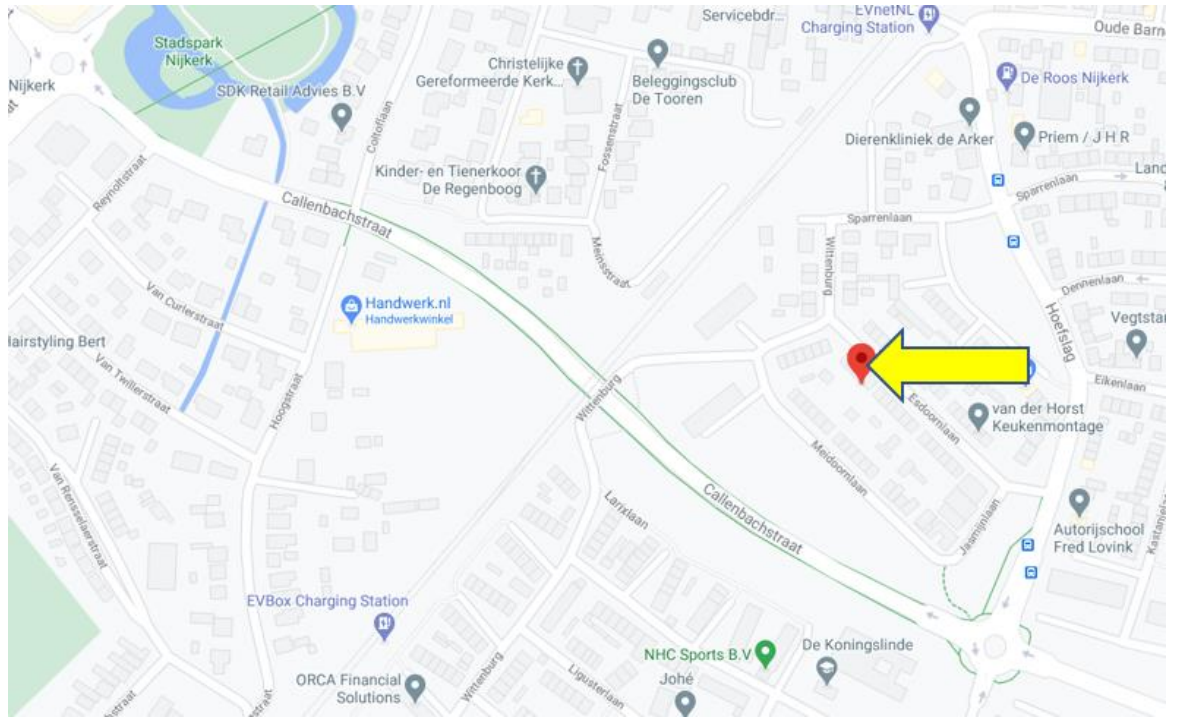 EVnetNL
Charging Station
Servicebdr...
Oude Barn
Stadspark
Nijkerk
Christelijke
Gereformeerde Kerk...
Beleggingsclub
De Tooren
De Roos Nijkerk
Nijkerk
SDK Retail Advies B.V
Coltoflaan
Fossenstraat
Dierenkliniek de Arker
Priem / J H R
Reynoltstraat
Kinder- en Tienerkoor
De Regenboog
Sparrenlaan
Land
Callenbachstraat
Sparrenlaan
Meinsstraat
Wittenburg
Dennenlaan
Van Curlerstraat
Handwerk.nl
Handwerkwinkel
Hoefslag
Vegtsta
lairstyling Bert
Van Twillerstraat
Hoogstraat
Wittenburg
Eikenlaan
Esdoornlaan
van der Horst
Keukenmontage
Meidoornlaan
Van Rensselaerstraat
Larixlaan
Callenbachstraat
Jasmijnlaan
Autorijschool
Fred Lovink
Kastanjela
EVBox Charging Station
NHC Sports B.V
De Koningslinde
ORCA Financial
Solutions
Wittenburg
Ligusterlaan
Johé